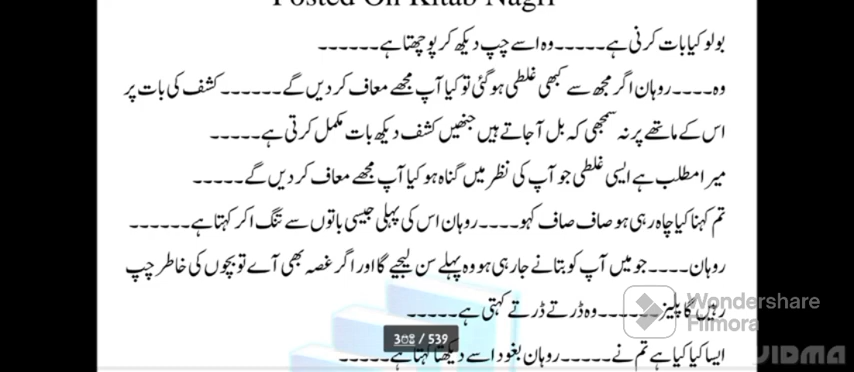 Posted On Kitab Nagri
بولو کیا بات کرنی ہے۔۔۔۔۔ وہ اسے چپ دیکھ کر پوچھتا ہے۔۔۔۔۔۔
وہ۔۔۔۔ روہان اگر مجھ سے کبھی غلطی ہو گئی تو کیا آپ مجھے معاف کر دیں گے۔۔۔۔۔۔ کشف کی بات پر
اس کے ماتھے پر نہ سمجھی کہ بل آ جاتے ہیں جنھیں کشف دیکھ بات مکمل کرتی ہے۔۔۔۔۔
میرا مطلب ہے ایسی غلطی جو آپ کی نظر میں گناہ ہو کیا آپ مجھے معاف کر دیں گے۔۔۔۔۔
تم کہنا کیا چاہ رہی ہو صاف صاف کہو۔۔۔۔ روہان اس کی پہلی جیسی باتوں سے تنگ اکر کہتا ہے۔۔۔۔۔۔
روہان۔۔۔۔ جو میں آپ کو بتانے جا رہی ہو وہ پہلے سن لیجیے گا اور اگر غصہ بھی آے تو بچوں کی خاطر چپ
رہیں گا پلیز۔۔۔۔۔۔ وہ ڈرتے ڈرتے کہتی ہے۔۔۔۔۔
Wondershare
Filmora
/ 539
ایسا کیا کیا ہے تم نے۔۔۔۔۔ روہان بغود اسے دیکھتا کہتا ہے۔۔۔۔۔
VIDMA